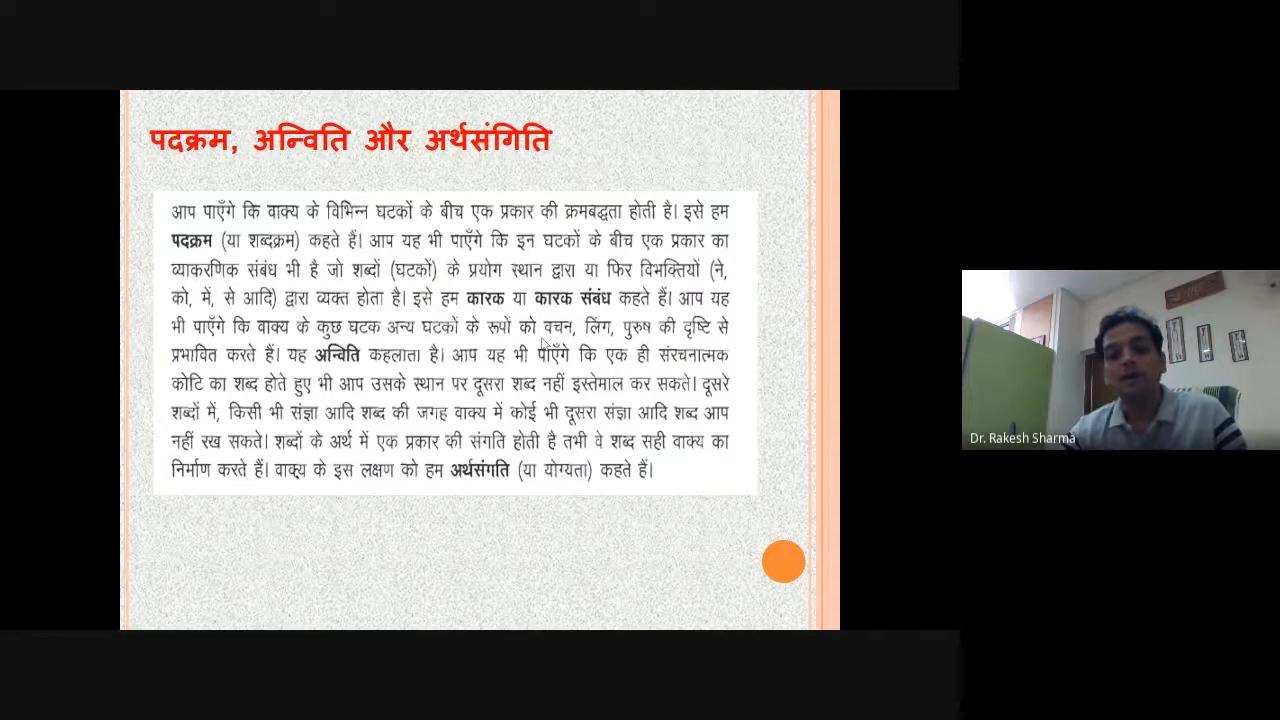 पदक्रम, अन्विति और अर्थसंगिति
आप पाएँगे कि वाक्य के विभिन्न घटकों के बीच एक प्रकार की क्रमबद्धता होती है। इसे हम
पदक्रम (या शब्दक्रम) कहते हैं। आप यह भी पाएँगे कि इन घटकों के बीच एक प्रकार का
व्याकरणिक संबंध भी है जो शब्दों (घटकों) के प्रयोग स्थान द्वारा या फिर विभक्तियों (ने,
को, में, से आदि) द्वारा व्यक्त होता है। इसे हम कारक या कारक संबंध कहते हैं। आप यह
भी पाएँगे कि वाक्य के कुछ घटक अन्य घटकों के रूपों को वचन, लिंग, पुरुष की दृष्टि से
प्रभावित करते हैं। यह अन्विति कहलाता है। आप यह भी पाएँगे कि एक ही संरचनात्मक
कोटि का शब्द होते हुए भी आप उसके स्थान पर दूसरा शब्द नहीं इस्तेमाल कर सकते। दूसरे
शब्दों में, किसी भी संज्ञा आदि शब्द की जगह वाक्य में कोई भी दूसरा संज्ञा आदि शब्द आप
नहीं रख सकते। शब्दों के अर्थ में एक प्रकार की संगति होती है तभी वे शब्द सही वाक्य का
निर्माण करते हैं। वाक्य के इस लक्षण को हम अर्थसंगति (या योग्यता) कहते हैं।
Dr. Rakesh Sharma